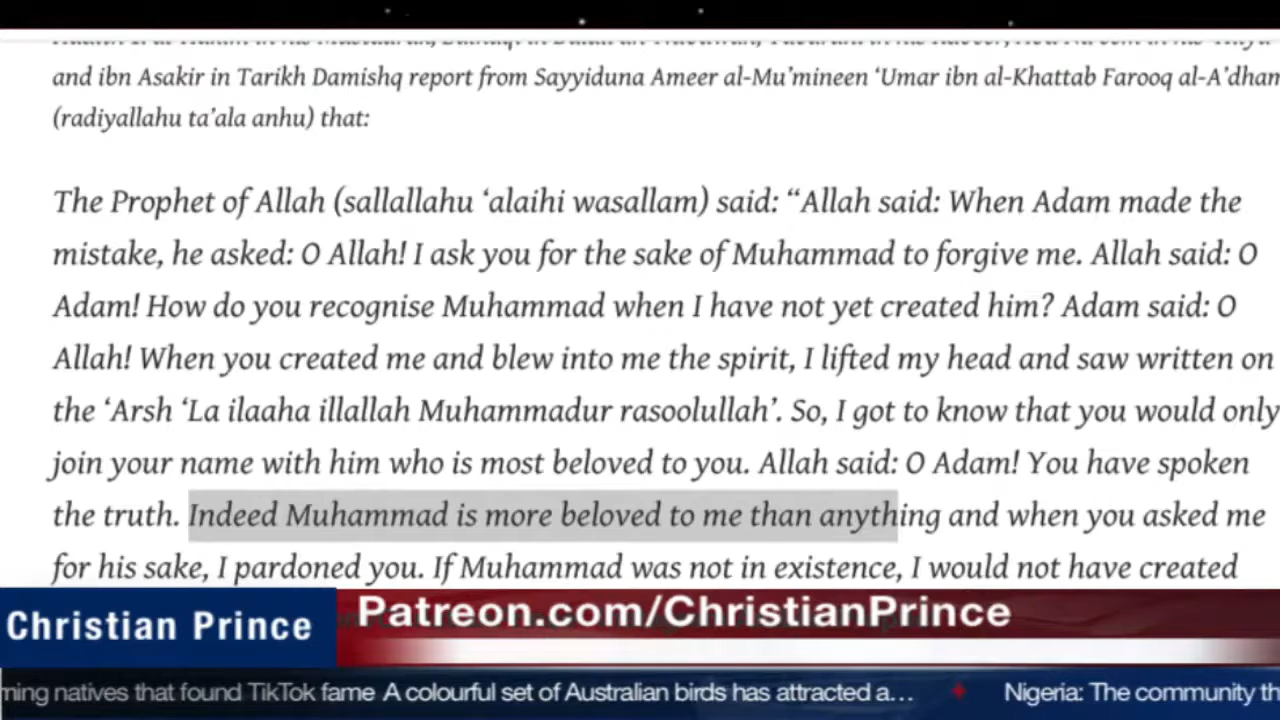 and ibn Asakir in Tarikh Damishq report from Sayyiduna Ameer al-Mu’mineen ‘Umar ibn al-Khattab Farooq al-A’dham
(radiyallahu ta’ala anhu) that:
The Prophet of Allah (sallallahu ‘alaihi wasallam) said: “Allah said: When Adam made the
mistake, he asked: O Allah! I ask you for the sake of Muhammad to forgive me. Allah said: O
Adam! How do you recognise Muhammad when I have not yet created him? Adam said: O
Allah! When you created me and blew into me the spirit, I lifted my head and saw written on
the ‘Arsh ‘La ilaaha illallah Muhammadur rasoolullah’. So, I got to know that you would only
join your name with him who is most beloved to you. Allah said: O Adam! You have spoken
the truth. Indeed Muhammad is more beloved to me than anything and when you asked me
for his sake, I pardoned you. If Muhammad was not in existence, I would not have created
Christian Prince
Patreon.com/ChristianPrince
ning natives that found TikTok fame A colourful set of Australian birds has attracted a... Nigeria: The community th